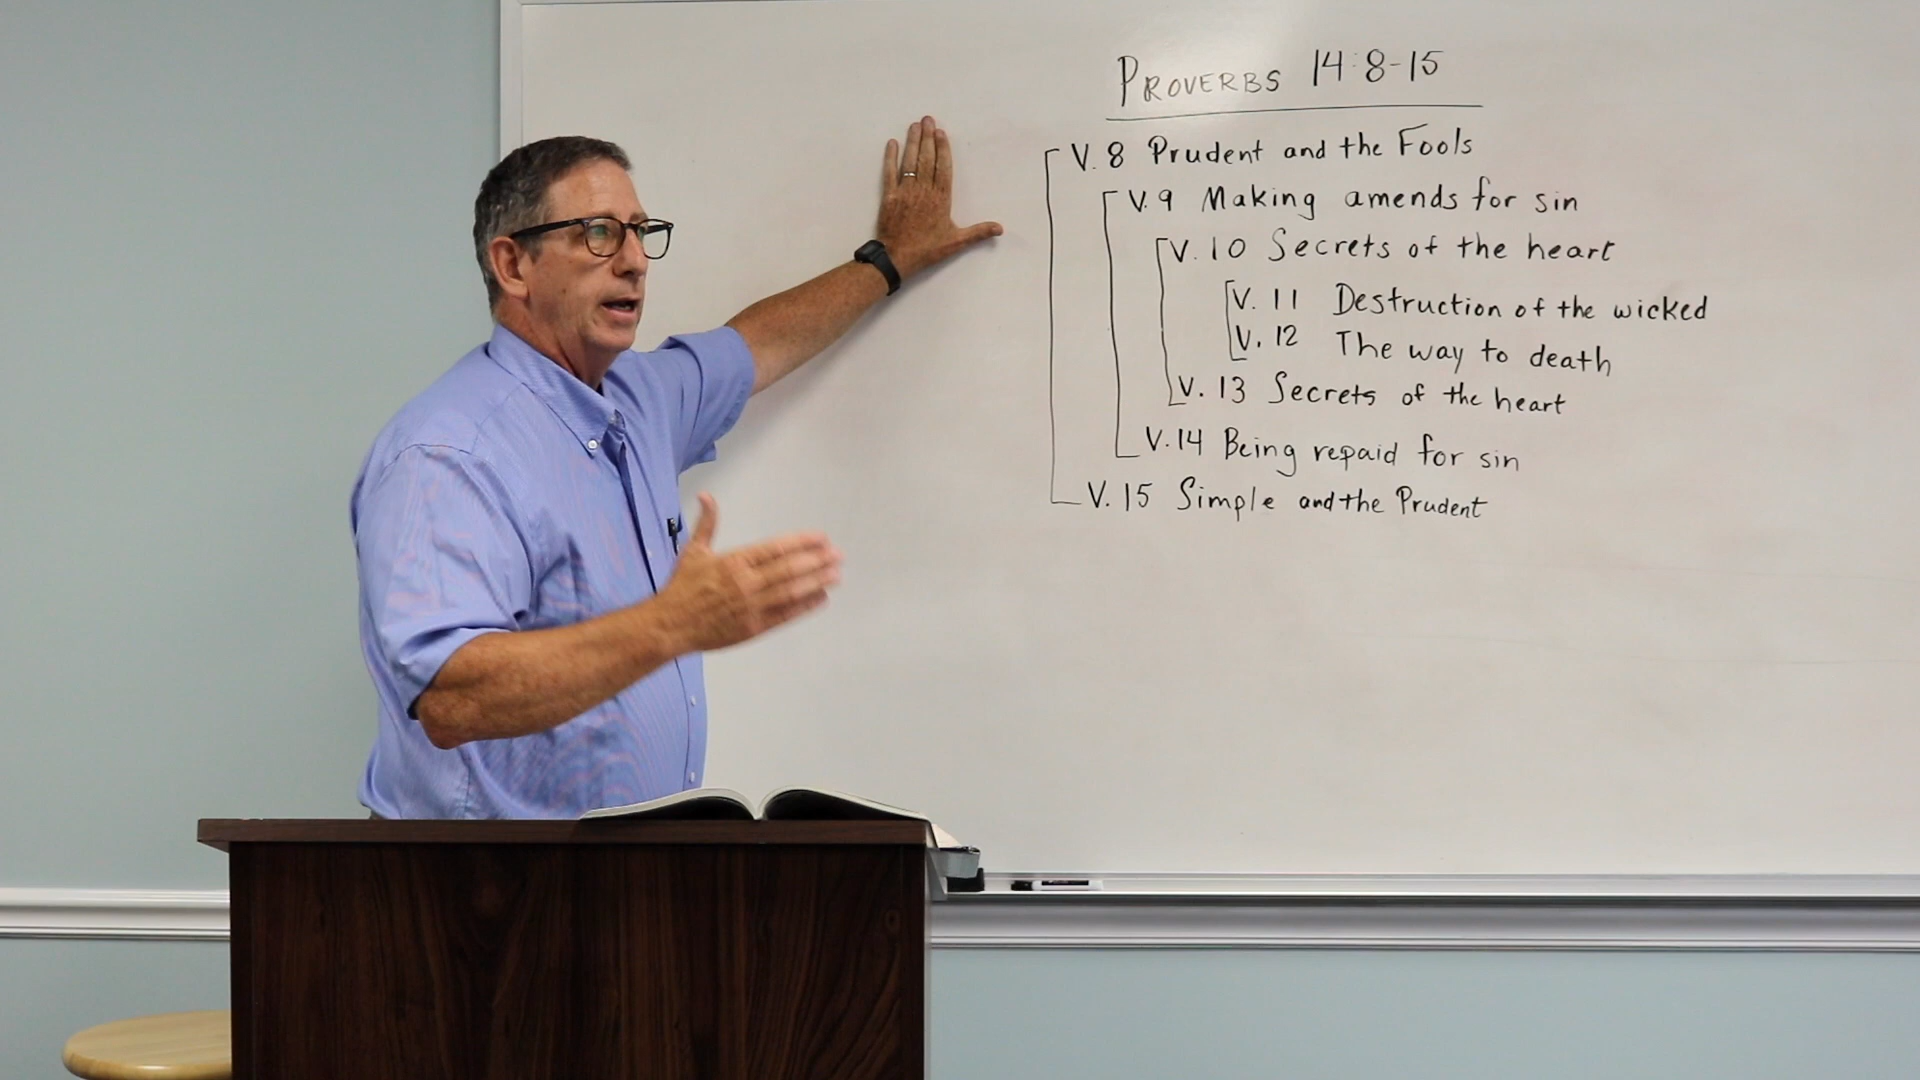 PROVERBS 14:8-15
V. 8 Prudent and the Fools
V. 9 Making amends for sin
V. 10 Secrets of the heart
V. 11 Destruction of the wicked
V. 12 The way to death
V. 13 Secrets of the heart
V. 14 Being repaid for sin
V. 15 Simple and the Prudent